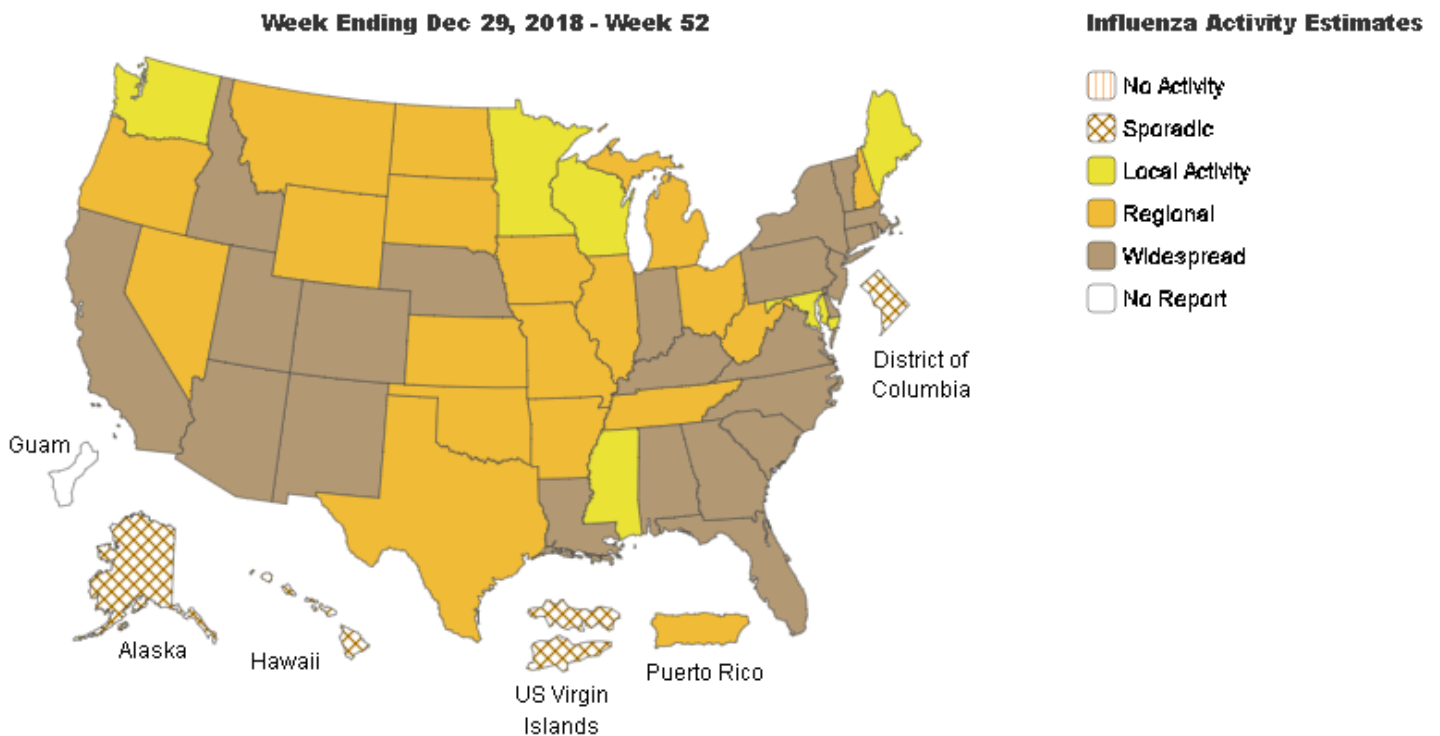 Week Ending Dec 29, 2018 - Week 52
Influenza Activity Estimates
No Activity
Sporadic
Local Activity
Regional
Widespread
No Report
District of
Columbia
Guam
Alaska
Hawaii
US Virgin
Islands
Puerto Rico